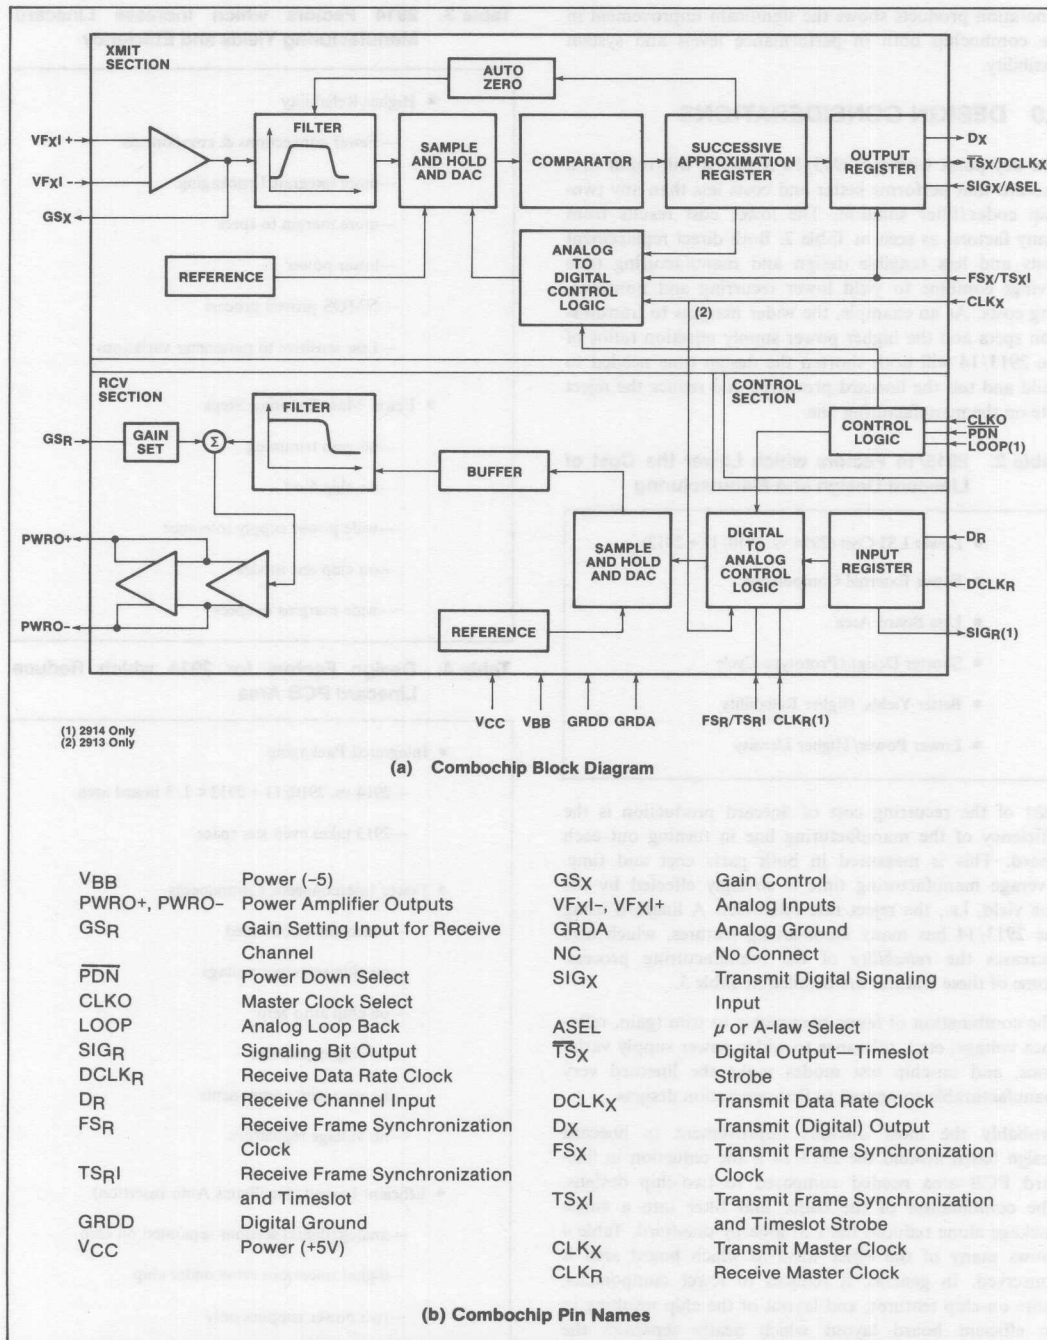 XMIT
SECTION
AUTO
ZERO
FILTER
VFXI +
VFXI -
GSX
SAMPLE
AND HOLD
AND DAC
COMPARATOR
SUCCESSIVE
APPROXIMATION
REGISTER
OUTPUT
REGISTER
DX
TSX/DCLKX
SIGX/ASEL
REFERENCE
ANALOG
TO
DIGITAL
CONTROL
LOGIC
(2)
FSX/TSXI
CLKX
RCV
SECTION
FILTER
CONTROL
SECTION
GSR
GAIN
SET
Σ
BUFFER
CONTROL
LOGIC
CLKO
PDN
LOOP(1)
PWRO+
PWRO–
SAMPLE
AND HOLD
AND DAC
DIGITAL
TO
ANALOG
CONTROL
LOGIC
INPUT
REGISTER
DR
DCLKR
SIGR(1)
REFERENCE
VCC VBB GRDD GRDA FSR/TSRI CLKR(1)
(1) 2914 Only
(2) 2913 Only
(a) Combochip Block Diagram
VBB Power (–5)
PWRO+, PWRO– Power Amplifier Outputs
GSR Gain Setting Input for Receive
Channel
PDN Power Down Select
CLKO Master Clock Select
LOOP Analog Loop Back
SIGR Signaling Bit Output
DCLKR Receive Data Rate Clock
DR Receive Channel Input
FSR Receive Frame Synchronization
Clock
TSRI Receive Frame Synchronization
and Timeslot
GRDD Digital Ground
VCC Power (+5V)
GSX Gain Control
VFXI–, VFXI+ Analog Inputs
GRDA Analog Ground
NC No Connect
SIGX Transmit Digital Signaling
Input
ASEL μ or A-law Select
TSX Digital Output—Timeslot
Strobe
DCLKX Transmit Data Rate Clock
DX Transmit (Digital) Output
FSX Transmit Frame Synchronization
Clock
TSXI Transmit Frame Synchronization
and Timeslot Strobe
CLKX Transmit Master Clock
CLKR Receive Master Clock
(b) Combochip Pin Names